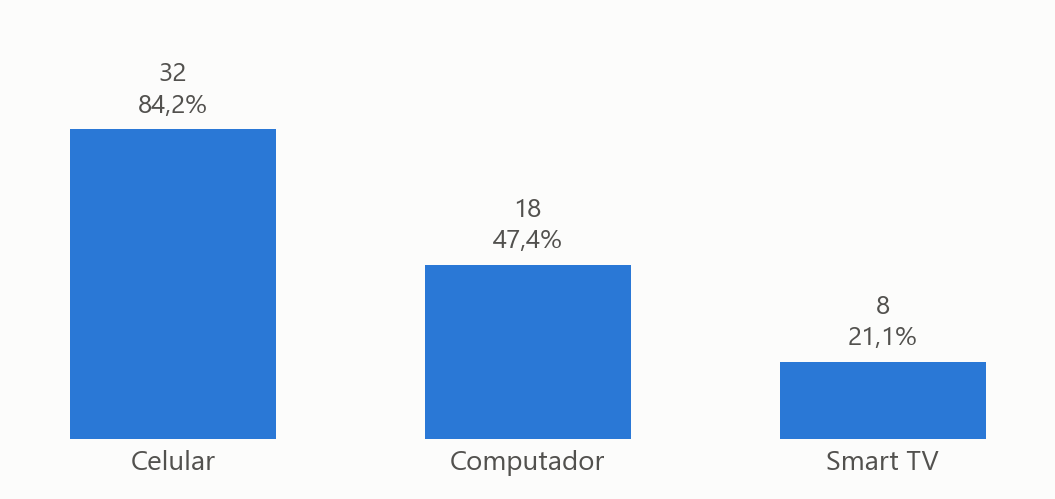 32
84,2%
18
47,4%
8
21,1%
Celular
Computador
Smart TV